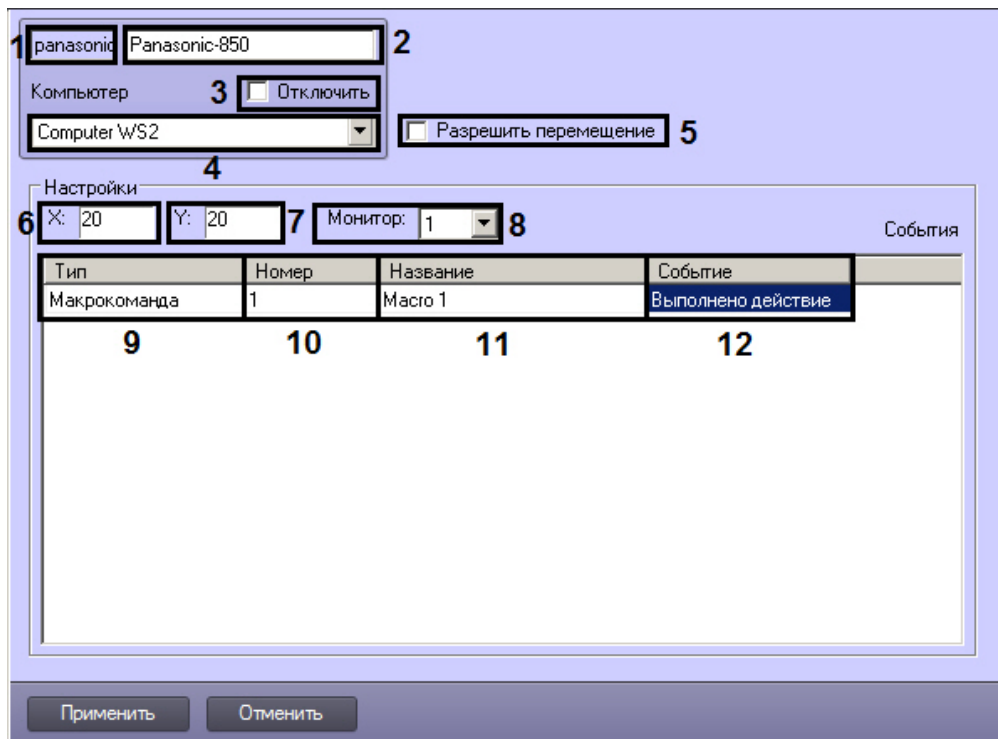 1 panasonic Panasonic-850 2
Компьютер 3 Отключить
Computer WS2 Разрешить перемещение 5
4
Настройки
6 X: 20 Y: 20 7 Монитор: 1 8
События
Тип Номер Название Событие
Макрокоманда 1 Macro 1 Выполнено действие
9 10 11 12
Применить Отменить